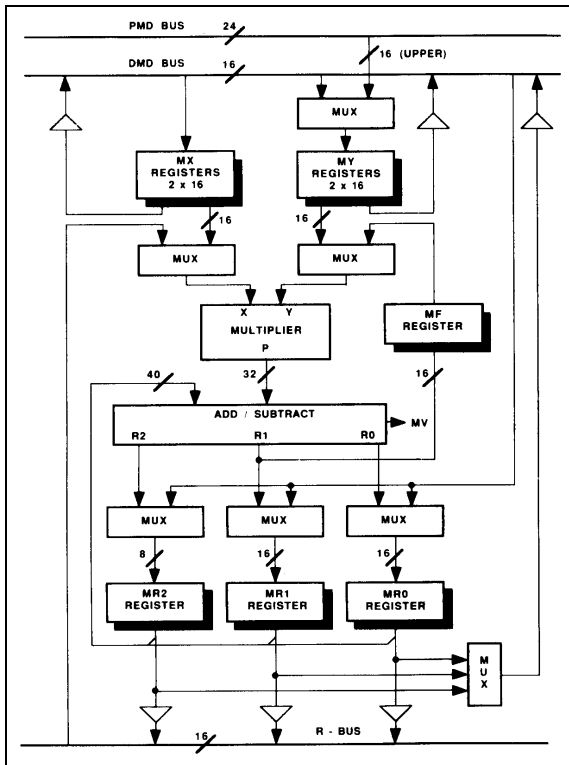 PMD BUS 24
16 (UPPER)
DMD BUS 16
MUX
MX
REGISTERS
2 x 16
MY
REGISTERS
2 x 16
16
16
MUX
MUX
X Y
MULTIPLIER
P
MF
REGISTER
40
32
16
ADD / SUBTRACT
R2 R1 R0
MV
MUX
MUX
MUX
8
16
16
MR2
REGISTER
MR1
REGISTER
MR0
REGISTER
M
U
X
16
R - BUS